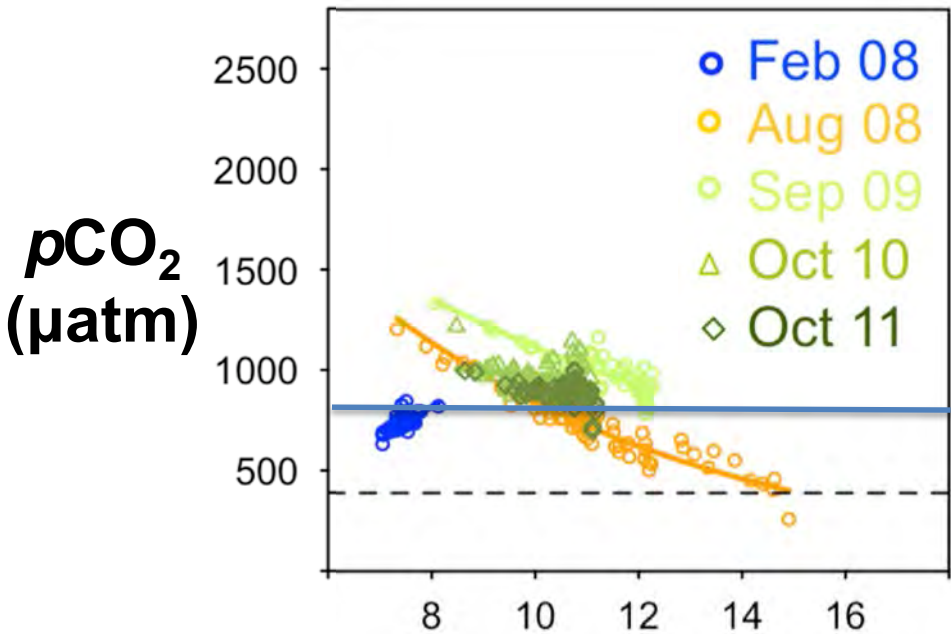 2500
2000
1500
1000
500
pCO₂
(µatm)
Feb 08
Aug 08
Sep 09
Oct 10
Oct 11
8 10 12 14 16